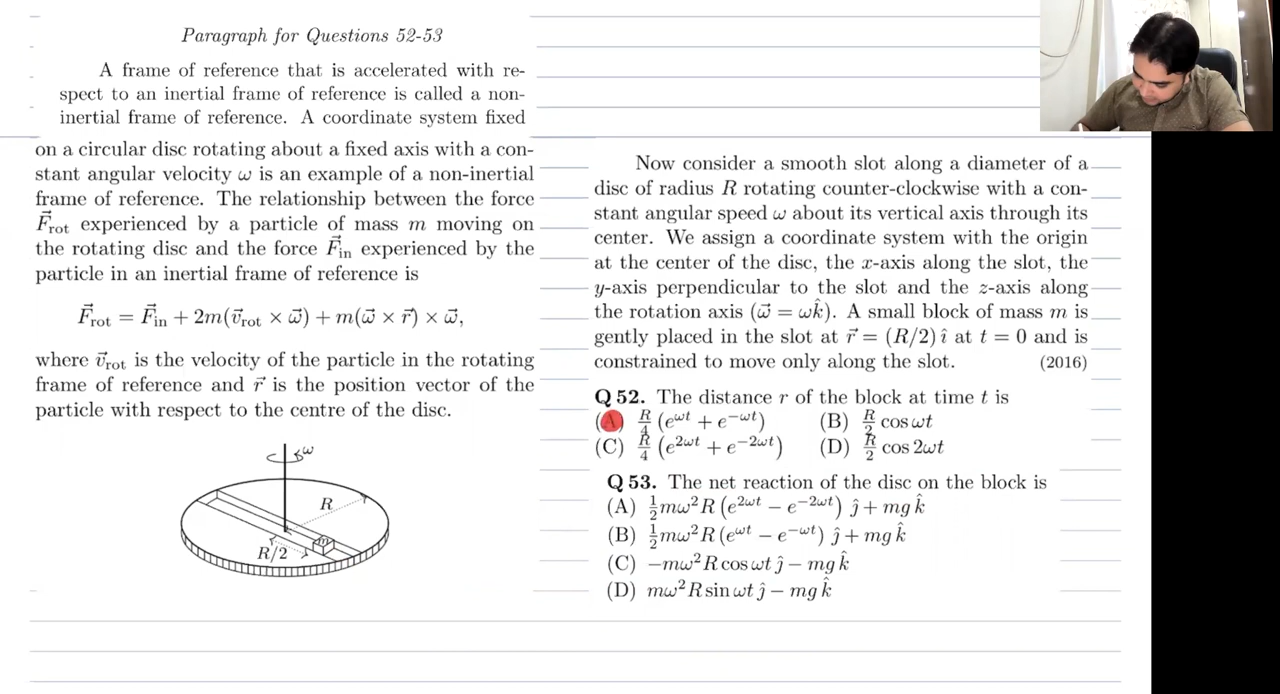 Paragraph for Questions 52-53
A frame of reference that is accelerated with re-
spect to an inertial frame of reference is called a non-
inertial frame of reference. A coordinate system fixed
on a circular disc rotating about a fixed axis with a con-
stant angular velocity ω is an example of a non-inertial
frame of reference. The relationship between the force
F⃗rot experienced by a particle of mass m moving on
the rotating disc and the force F⃗in experienced by the
particle in an inertial frame of reference is
F⃗rot = F⃗in + 2m(v⃗rot × ω⃗) + m(ω⃗ × r⃗) × ω⃗,
where v⃗rot is the velocity of the particle in the rotating
frame of reference and r⃗ is the position vector of the
particle with respect to the centre of the disc.
ω
R
R/2
m
Now consider a smooth slot along a diameter of a
disc of radius R rotating counter-clockwise with a con-
stant angular speed ω about its vertical axis through its
center. We assign a coordinate system with the origin
at the center of the disc, the x-axis along the slot, the
y-axis perpendicular to the slot and the z-axis along
the rotation axis (ω⃗ = ωk̂). A small block of mass m is
gently placed in the slot at r⃗ = (R/2) î at t = 0 and is
constrained to move only along the slot. (2016)
Q 52. The distance r of the block at time t is
(A) R/4 (e^ωt + e^−ωt) (B) R/2 cos ωt
(C) R/4 (e^2ωt + e^−2ωt) (D) R/2 cos 2ωt
Q 53. The net reaction of the disc on the block is
(A) 1/2 mω²R (e^2ωt − e^−2ωt) ĵ + mg k̂
(B) 1/2 mω²R (e^ωt − e^−ωt) ĵ + mg k̂
(C) −mω²R cos ωt ĵ − mg k̂
(D) mω²R sin ωt ĵ − mg k̂